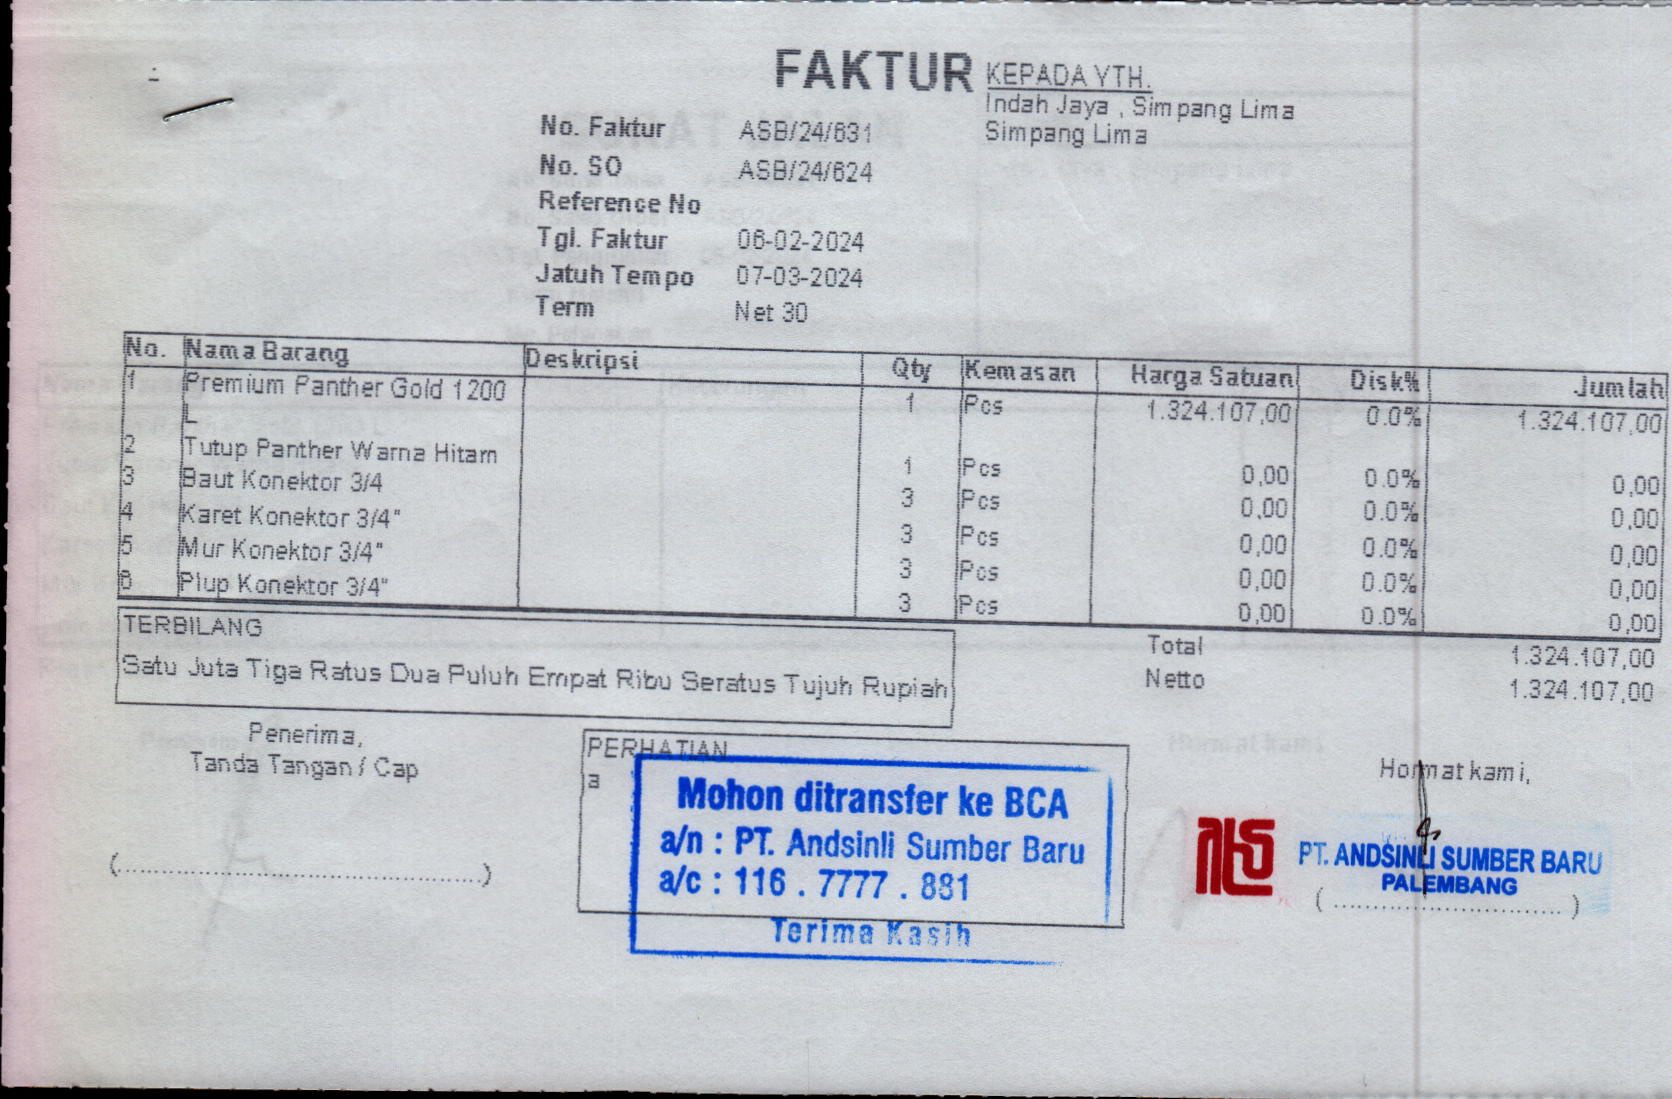 FAKTUR
KEPADA YTH.
Indah Jaya , Simpang Lima
Simpang Lima
No. Faktur ASB/24/631
No. SO ASB/24/624
Reference No
Tgl. Faktur 06-02-2024
Jatuh Tempo 07-03-2024
Term Net 30
No. Nama Barang Deskripsi Qty Kemasan Harga Satuan Disk% Jumlah
1 Premium Panther Gold 1200 1 Pcs 1.324.107,00 0.0% 1.324.107,00
L
2 Tutup Panther Warna Hitam 1 Pcs 0,00 0.0% 0,00
3 Baut Konektor 3/4 3 Pcs 0,00 0.0% 0,00
4 Karet Konektor 3/4" 3 Pcs 0,00 0.0% 0,00
5 Mur Konektor 3/4" 3 Pcs 0,00 0.0% 0,00
6 Plup Konektor 3/4" 3 Pcs 0,00 0.0% 0,00
TERBILANG
Satu Juta Tiga Ratus Dua Puluh Empat Ribu Seratus Tujuh Rupiah
Total 1.324.107,00
Netto 1.324.107,00
Penerima,
Tanda Tangan / Cap
(..........................................)
PERHATIAN
a
Mohon ditransfer ke BCA
a/n : PT. Andsinli Sumber Baru
a/c : 116 . 7777 . 881
Terima Kasih
Hormat kami,
PT. ANDSINLI SUMBER BARU
PALEMBANG
( .............................. )